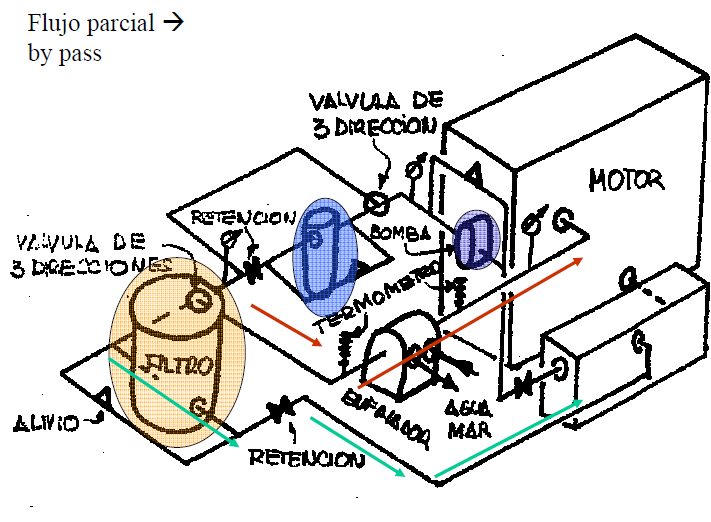 Flujo parcial →
by pass
VALVULA DE
3 DIRECCION
MOTOR
RETENCION
BOMBA
VALVULA DE
3 DIRECCIONES
TERMOMETRO
FILTRO
ENFRIADOR
AGUA
MAR
ALIVIO
RETENCION